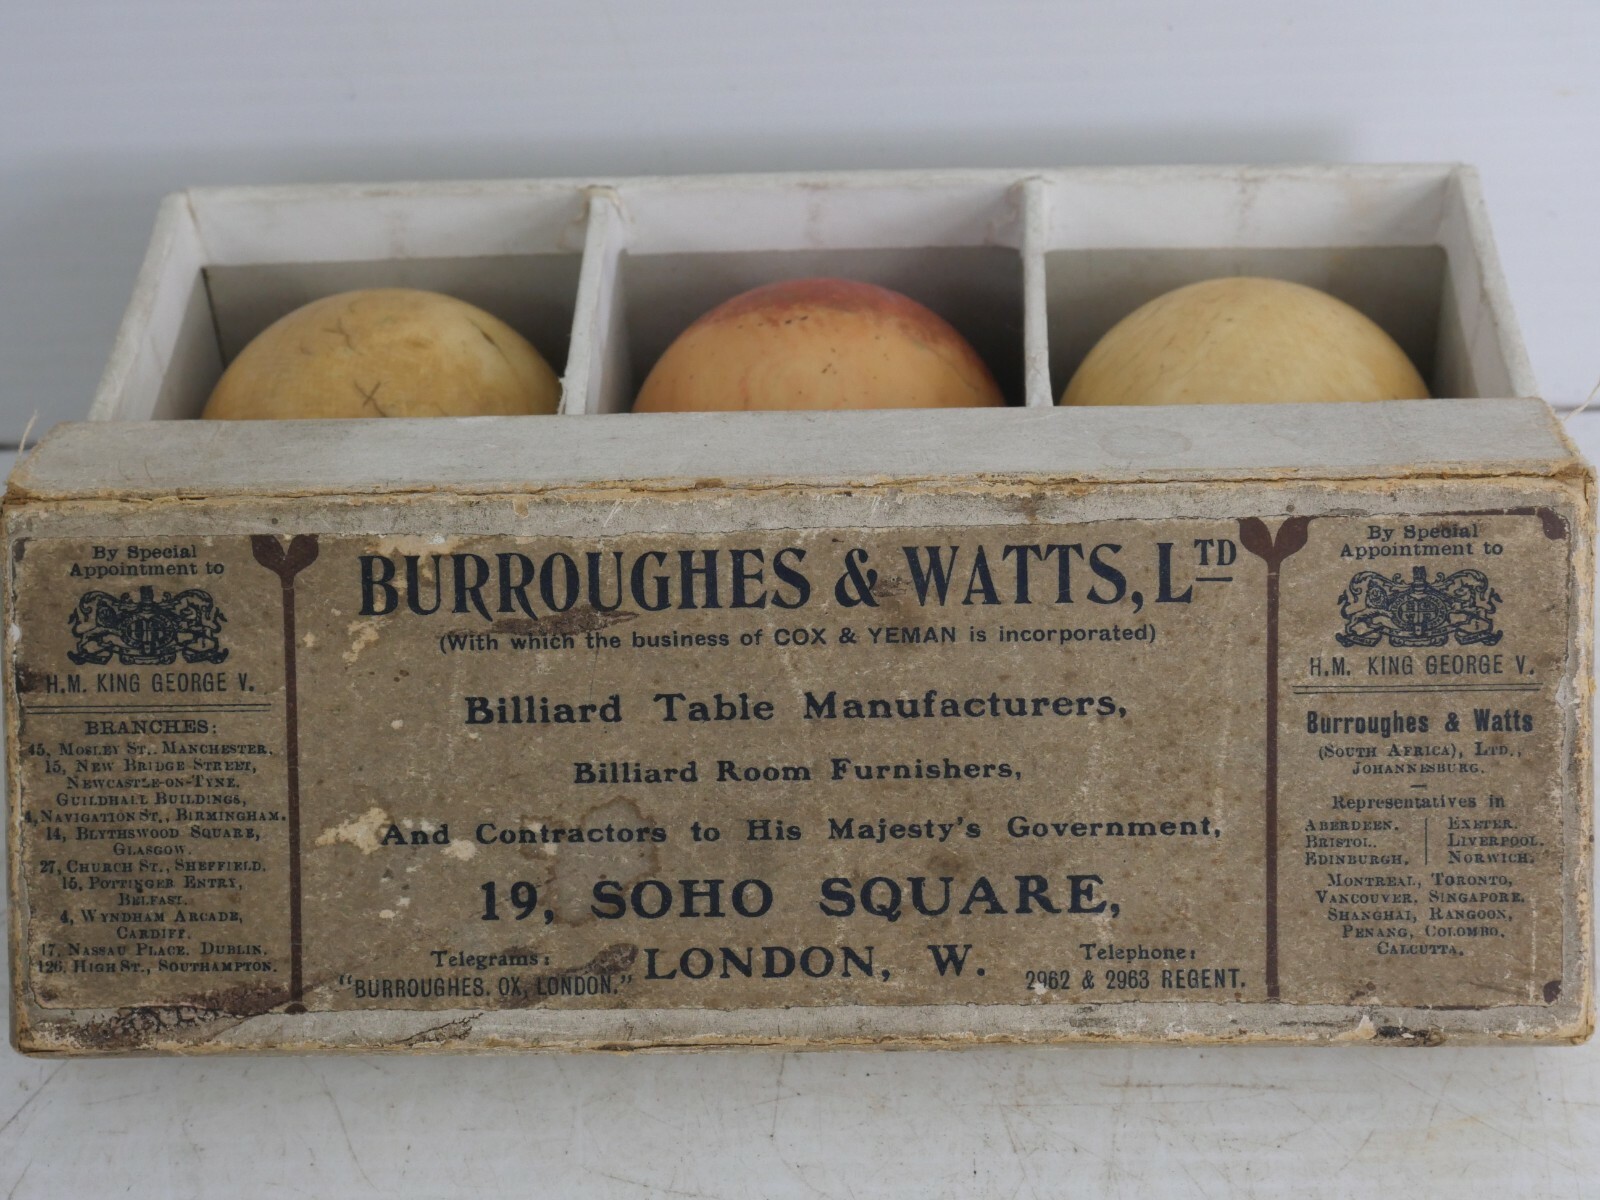 By Special
Appointment to
H.M. KING GEORGE V.
BRANCHES:
45, MOSLEY ST., MANCHESTER.
15, NEW BRIDGE STREET,
NEWCASTLE-ON-TYNE.
GUILDHALL BUILDINGS,
4, NAVIGATION ST., BIRMINGHAM.
14, BLYTHSWOOD SQUARE,
GLASGOW.
27, CHURCH ST., SHEFFIELD.
15, POTTINGER ENTRY,
BELFAST.
4, WYNDHAM ARCADE,
CARDIFF.
17, NASSAU PLACE, DUBLIN.
126, HIGH ST., SOUTHAMPTON.
BURROUGHES & WATTS, LTD
(With which the business of COX & YEMAN is incorporated)
Billiard Table Manufacturers,
Billiard Room Furnishers,
And Contractors to His Majesty's Government,
19, SOHO SQUARE,
LONDON, W.
Telegrams:
"BURROUGHES. OX, LONDON."
Telephone:
2962 & 2963 REGENT.
By Special
Appointment to
H.M. KING GEORGE V.
Burroughes & Watts
(SOUTH AFRICA), LTD.,
JOHANNESBURG.
Representatives in
ABERDEEN. EXETER.
BRISTOL. LIVERPOOL.
EDINBURGH. NORWICH.
MONTREAL, TORONTO,
VANCOUVER, SINGAPORE.
SHANGHAI, RANGOON,
PENANG, COLOMBO.
CALCUTTA.